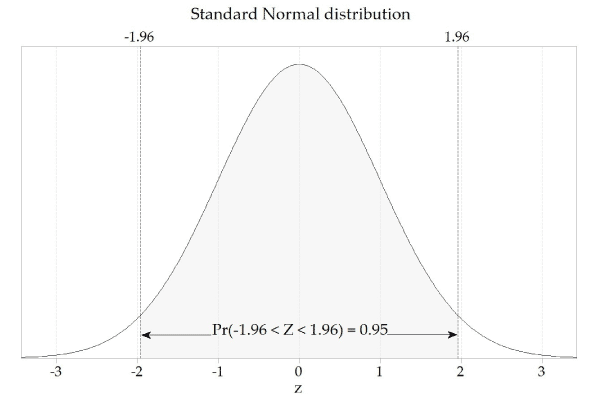 Standard Normal distribution
-1.96 1.96
Pr(-1.96 < Z < 1.96) = 0.95
-3 -2 -1 0 1 2 3
Z